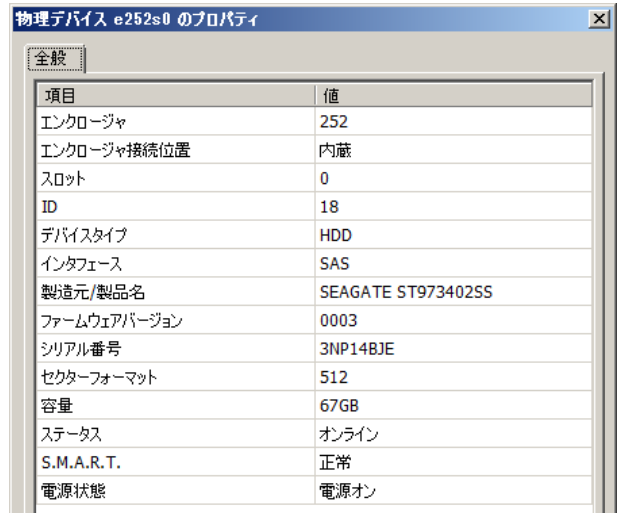 物理デバイス e252s0 のプロパティ
全般
項目 値
エンクロージャ 252
エンクロージャ接続位置 内蔵
スロット 0
ID 18
デバイスタイプ HDD
インタフェース SAS
製造元/製品名 SEAGATE ST973402SS
ファームウェアバージョン 0003
シリアル番号 3NP14BJE
セクターフォーマット 512
容量 67GB
ステータス オンライン
S.M.A.R.T. 正常
電源状態 電源オン